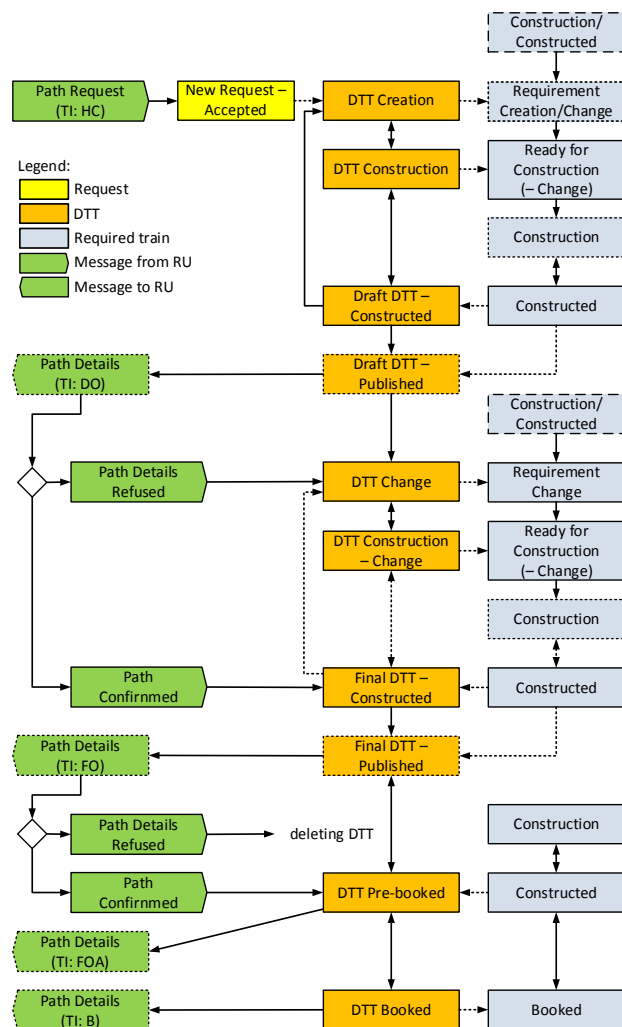 Construction/
Constructed
Path Request
(TI: HC)
New Request –
Accepted
DTT Creation
Requirement
Creation/Change
DTT Construction
Ready for
Construction
(– Change)
Legend:
Request
DTT
Required train
Message from RU
Message to RU
Construction
Draft DTT –
Constructed
Constructed
Path Details
(TI: DO)
Draft DTT –
Published
Construction/
Constructed
Path Details
Refused
DTT Change
Requirement
Change
DTT Construction
– Change
Ready for
Construction
(– Change)
Construction
Path
Confirnmed
Final DTT –
Constructed
Constructed
Path Details
(TI: FO)
Final DTT –
Published
Path Details
Refused
deleting DTT
Construction
Path
Confirnmed
DTT Pre-booked
Constructed
Path Details
(TI: FOA)
Path Details
(TI: B)
DTT Booked
Booked